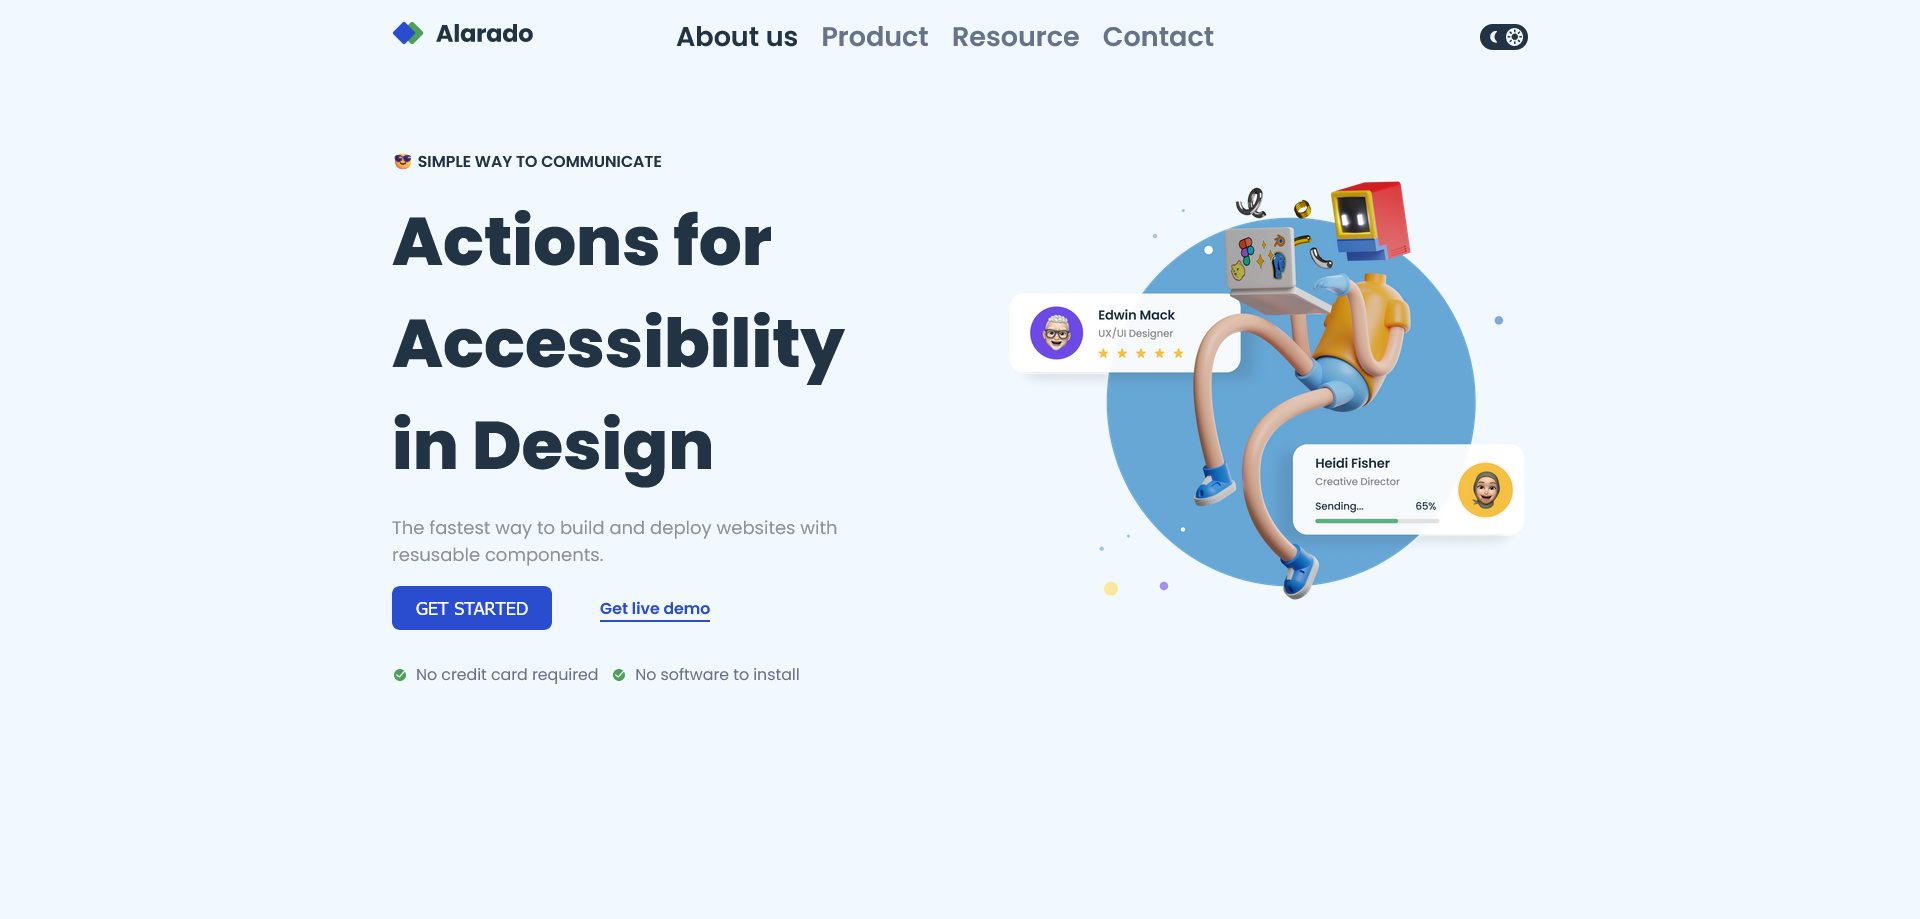 Alarado
About us Product Resource Contact
SIMPLE WAY TO COMMUNICATE
Actions for
Accessibility
in Design
The fastest way to build and deploy websites with
resusable components.
GET STARTED Get live demo
No credit card required No software to install
Edwin Mack
UX/UI Designer
Heidi Fisher
Creative Director
Sending... 65%